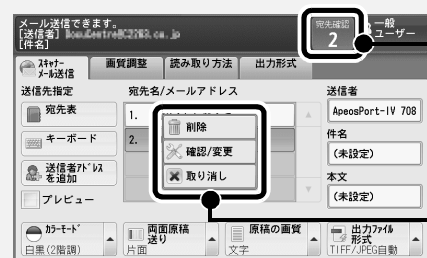 メール送信できます。
[送信者]
[件名]
宛先確認
2
一般
ユーザー
スキャナー
メール送信
画質調整
読み取り方法
出力形式
送信先指定
宛先名/メールアドレス
送信者
宛先表
1.
ApeosPort-IV 708
削除
キーボード
2.
確認/変更
件名
(未設定)
送信者アドレス
を追加
取り消し
本文
プレビュー
(未設定)
カラーモード
白黒(2階調)
両面原稿
送り
片面
原稿の画質
文字
出力ファイル
形式
TIFF/JPEG自動